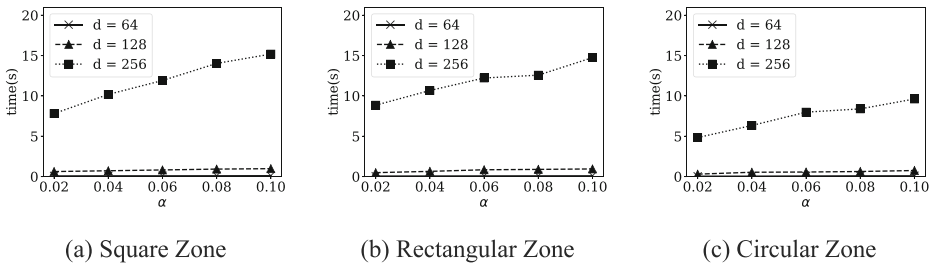 20
15
10
5
0
time(s)
d = 64
d = 128
d = 256
0.02 0.04 0.06 0.08 0.10
α
(a) Square Zone
20
15
10
5
0
time(s)
d = 64
d = 128
d = 256
0.02 0.04 0.06 0.08 0.10
α
(b) Rectangular Zone
20
15
10
5
0
time(s)
d = 64
d = 128
d = 256
0.02 0.04 0.06 0.08 0.10
α
(c) Circular Zone